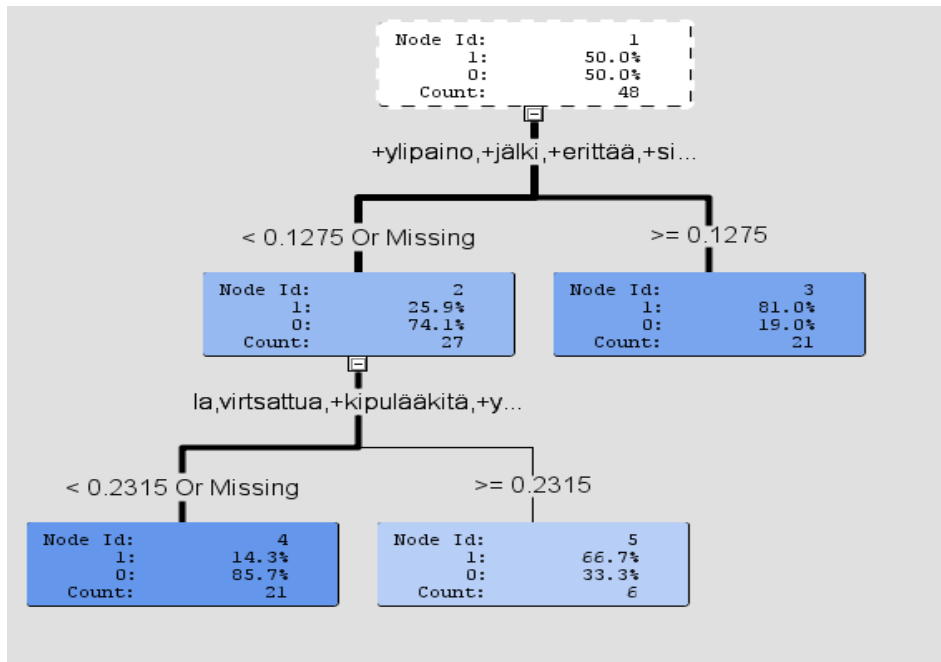 Node Id: 1
1: 50.0%
0: 50.0%
Count: 48
+ylipaino,+jälki,+erittää,+si...
< 0.1275 Or Missing
>= 0.1275
Node Id: 2
1: 25.9%
0: 74.1%
Count: 27
Node Id: 3
1: 81.0%
0: 19.0%
Count: 21
la,virtsattua,+kipulääkitä,+y...
< 0.2315 Or Missing
>= 0.2315
Node Id: 4
1: 14.3%
0: 85.7%
Count: 21
Node Id: 5
1: 66.7%
0: 33.3%
Count: 6